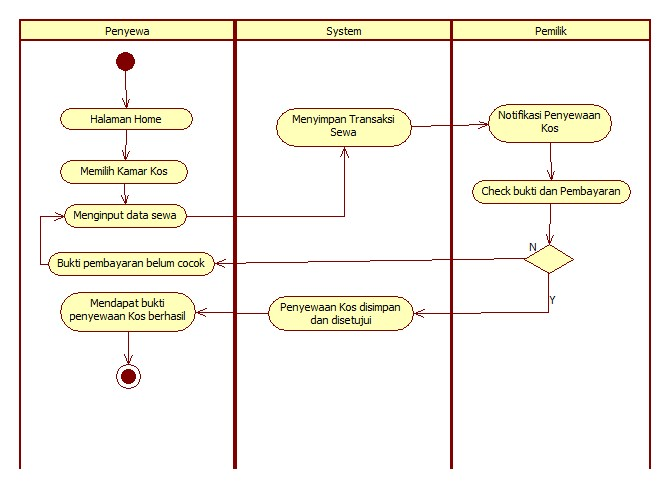 Penyewa
System
Pemilik
Halaman Home
Menyimpan Transaksi
Sewa
Notifikasi Penyewaan
Kos
Memilih Kamar Kos
Check bukti dan Pembayaran
Menginput data sewa
N
Bukti pembayaran belum cocok
Y
Mendapat bukti
penyewaan Kos berhasil
Penyewaan Kos disimpan
dan disetujui